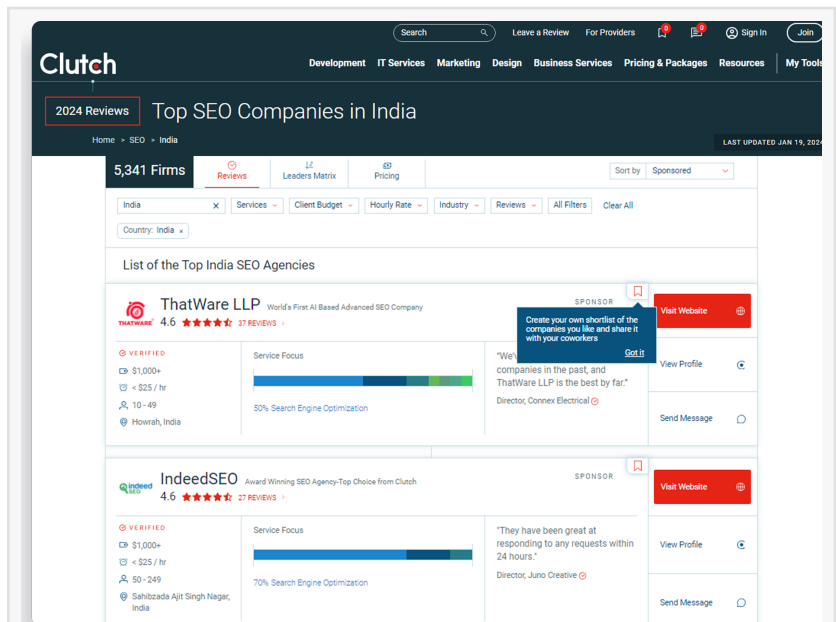 Search
Leave a Review
For Providers
0
0
Sign In
Join
Clutch
Development
IT Services
Marketing
Design
Business Services
Pricing & Packages
Resources
My Tools
2024 Reviews
Top SEO Companies in India
Home > SEO > India
LAST UPDATED JAN 19, 2024
5,341 Firms
Reviews
Leaders Matrix
Pricing
Sort by
Sponsored
India
Services
Client Budget
Hourly Rate
Industry
Reviews
All Filters
Clear All
Country: India x
List of the Top India SEO Agencies
THATWARE
ThatWare LLP
World's First AI Based Advanced SEO Company
4.6
37 REVIEWS
SPONSOR
Create your own shortlist of the
companies you like and share it
with your coworkers
Got it
Visit Website
VERIFIED
$1,000+
< $25 / hr
10 - 49
Howrah, India
Service Focus
50% Search Engine Optimization
"We'v
companies in the past, and
ThatWare LLP is the best by far."
Director, Connex Electrical
View Profile
Send Message
indeed
SEO
IndeedSEO
Award Winning SEO Agency-Top Choice from Clutch
4.6
27 REVIEWS
SPONSOR
Visit Website
VERIFIED
$1,000+
< $25 / hr
50 - 249
Sahibzada Ajit Singh Nagar,
India
Service Focus
70% Search Engine Optimization
"They have been great at
responding to any requests within
24 hours."
Director, Juno Creative
View Profile
Send Message